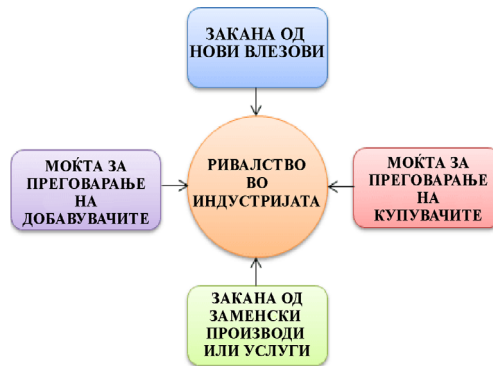 ЗАКАНА ОД
НОВИ ВЛЕЗОВИ
МОЌТА ЗА
ПРЕГОВАРАЊЕ
НА
ДОБАВУВАЧИТЕ
РИВАЛСТВО
ВО
ИНДУСТРИЈАТА
МОЌТА ЗА
ПРЕГОВАРАЊЕ
НА
КУПУВАЧИТЕ
ЗАКАНА ОД
ЗАМЕНСКИ
ПРОИЗВОДИ
ИЛИ УСЛУГИ